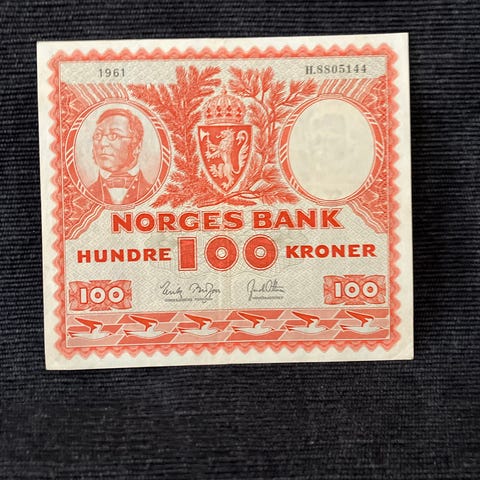 1961 H.8805144
NORGES BANK
HUNDRE 100 KRONER
100 100